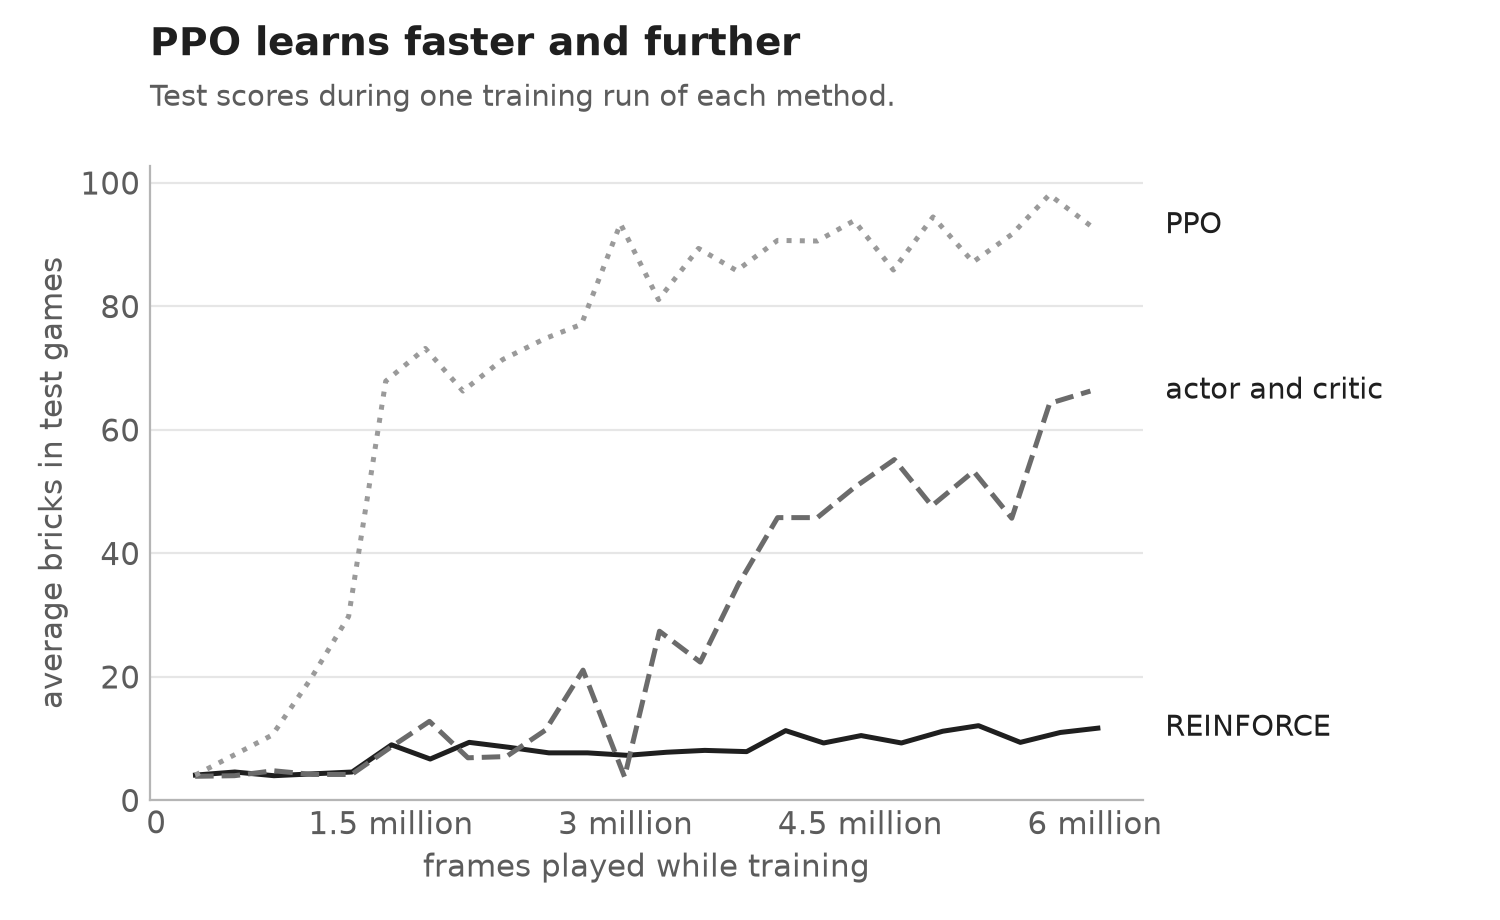 PPO learns faster and further
Test scores during one training run of each method.
average bricks in test games
100
80
60
40
20
0
PPO
actor and critic
REINFORCE
0 1.5 million 3 million 4.5 million 6 million
frames played while training